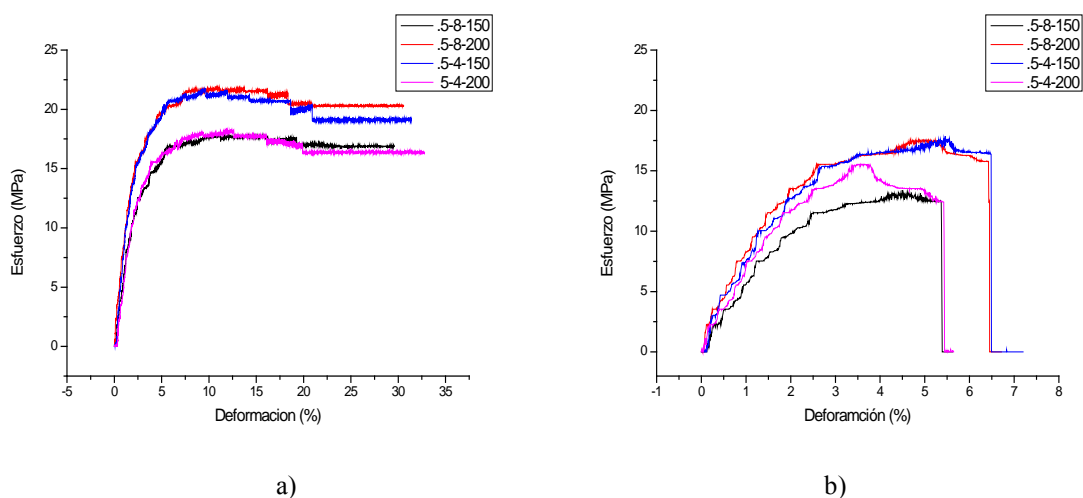 .5-8-150
.5-8-200
.5-4-150
5-4-200
25
20
15
10
5
0
Esfuerzo (MPa)
-5 0 5 10 15 20 25 30 35
Deformacion (%)
a)
.5-8-150
.5-8-200
.5-4-150
.5-4-200
25
20
15
10
5
0
Esfuerzo (MPa)
-1 0 1 2 3 4 5 6 7 8
Deforamción (%)
b)